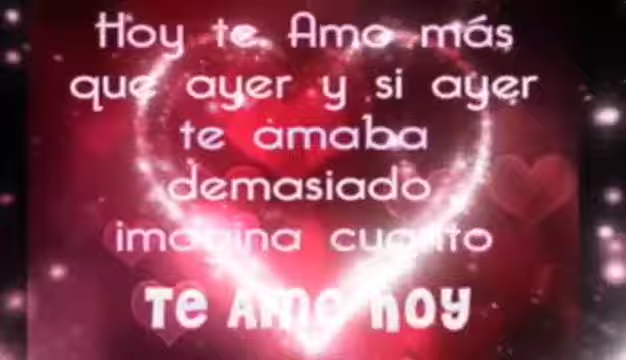 Hoy te Amo más
que ayer y si ayer
te amaba
demasiado
imagina cuanto
Te Amo hoy